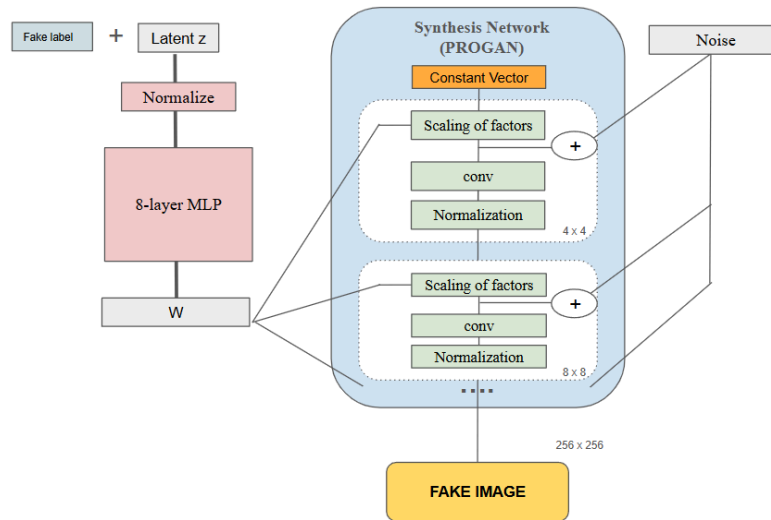 Fake label
+
Latent z
Normalize
8-layer MLP
W
Synthesis Network
(PROGAN)
Constant Vector
Scaling of factors
+
conv
Normalization
4 x 4
Scaling of factors
+
conv
Normalization
8 x 8
....
256 x 256
FAKE IMAGE
Noise